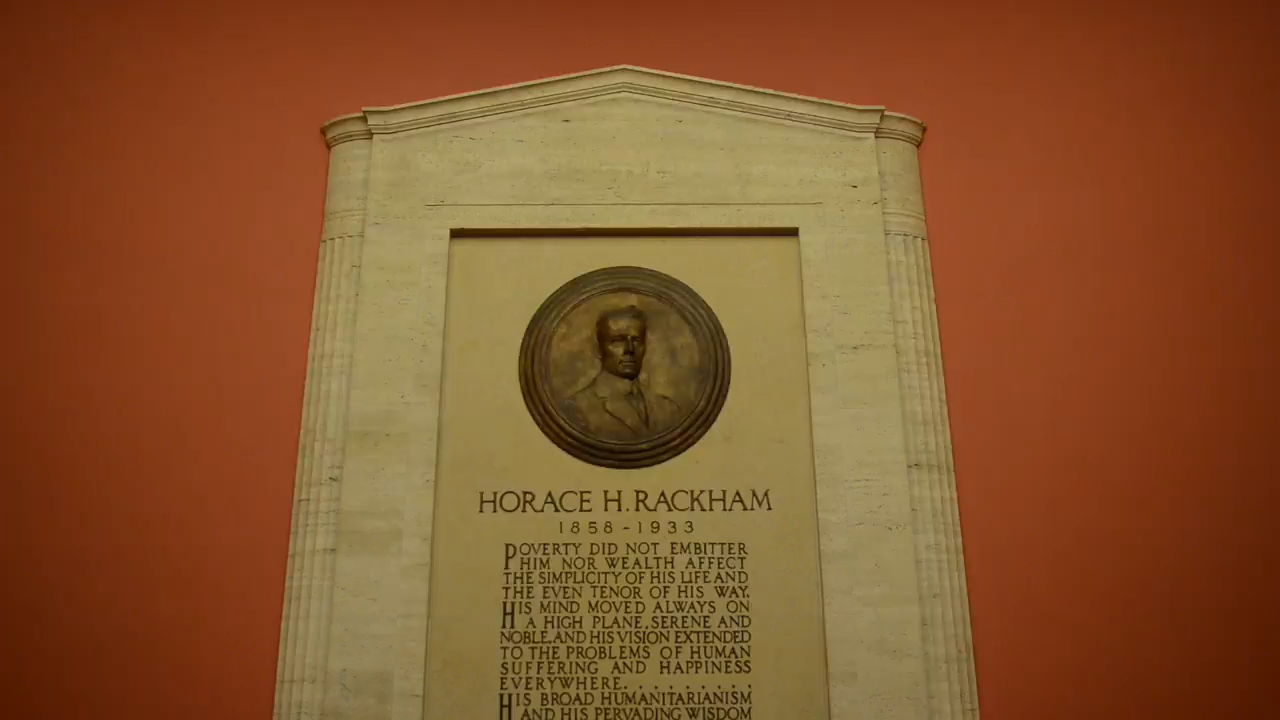 HORACE H. RACKHAM
1858-1933
POVERTY DID NOT EMBITTER
HIM NOR WEALTH AFFECT
THE SIMPLICITY OF HIS LIFE AND
THE EVEN TENOR OF HIS WAY.
HIS MIND MOVED ALWAYS ON
A HIGH PLANE, SERENE AND
NOBLE, AND HIS VISION EXTENDED
TO THE PROBLEMS OF HUMAN
SUFFERING AND HAPPINESS
EVERYWHERE. . . . . . . . .
HIS BROAD HUMANITARIANISM
AND HIS PERVADING WISDOM